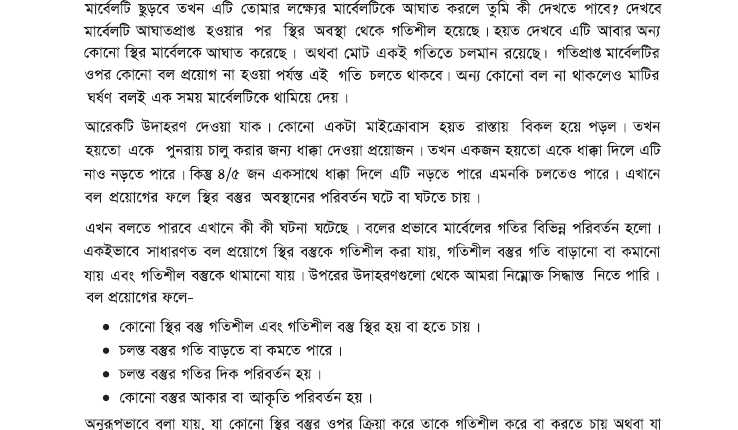 মার্বেলটি ছুড়বে তখন এটি তোমার লক্ষ্যের মার্বেলটিকে আঘাত করলে তুমি কী দেখতে পাবে? দেখবে
মার্বেলটি আঘাতপ্রাপ্ত হওয়ার পর স্থির অবস্থা থেকে গতিশীল হয়েছে। হয়ত দেখবে এটি আবার অন্য
কোনো স্থির মার্বেলকে আঘাত করেছে। অথবা মোট একই গতিতে চলমান রয়েছে। গতিপ্রাপ্ত মার্বেলটির
ওপর কোনো বল প্রয়োগ না হওয়া পর্যন্ত এই গতি চলতে থাকবে। অন্য কোনো বল না থাকলেও মাটির
ঘর্ষণ বলই এক সময় মার্বেলটিকে থামিয়ে দেয়।
আরেকটি উদাহরণ দেওয়া যাক। কোনো একটা মাইক্রোবাস হয়ত রাস্তায় বিকল হয়ে পড়ল। তখন
হয়তো একে পুনরায় চালু করার জন্য ধাক্কা দেওয়া প্রয়োজন। তখন একজন হয়তো একে ধাক্কা দিলে এটি
নাও নড়তে পারে। কিন্তু ৪/৫ জন একসাথে ধাক্কা দিলে এটি নড়তে পারে এমনকি চলতেও পারে। এখানে
বল প্রয়োগের ফলে স্থির বস্তুর অবস্থানের পরিবর্তন ঘটে বা ঘটতে চায়।
এখন বলতে পারবে এখানে কী কী ঘটনা ঘটেছে। বলের প্রভাবে মার্বেলের গতির বিভিন্ন পরিবর্তন হলো।
একইভাবে সাধারণত বল প্রয়োগে স্থির বস্তুকে গতিশীল করা যায়, গতিশীল বস্তুর গতি বাড়ানো বা কমানো
যায় এবং গতিশীল বস্তুকে থামানো যায়। উপরের উদাহরণগুলো থেকে আমরা নিম্নোক্ত সিদ্ধান্ত নিতে পারি।
বল প্রয়োগের ফলে-
• কোনো স্থির বস্তু গতিশীল এবং গতিশীল বস্তু স্থির হয় বা হতে চায়।
• চলন্ত বস্তুর গতি বাড়তে বা কমতে পারে।
• চলন্ত বস্তুর গতির দিক পরিবর্তন হয়।
• কোনো বস্তুর আকার বা আকৃতি পরিবর্তন হয়।
অনুরূপভাবে বলা যায়, যা কোনো স্থির বস্তুর ওপর ক্রিয়া করে তাকে গতিশীল করে বা করতে চায় অথবা যা